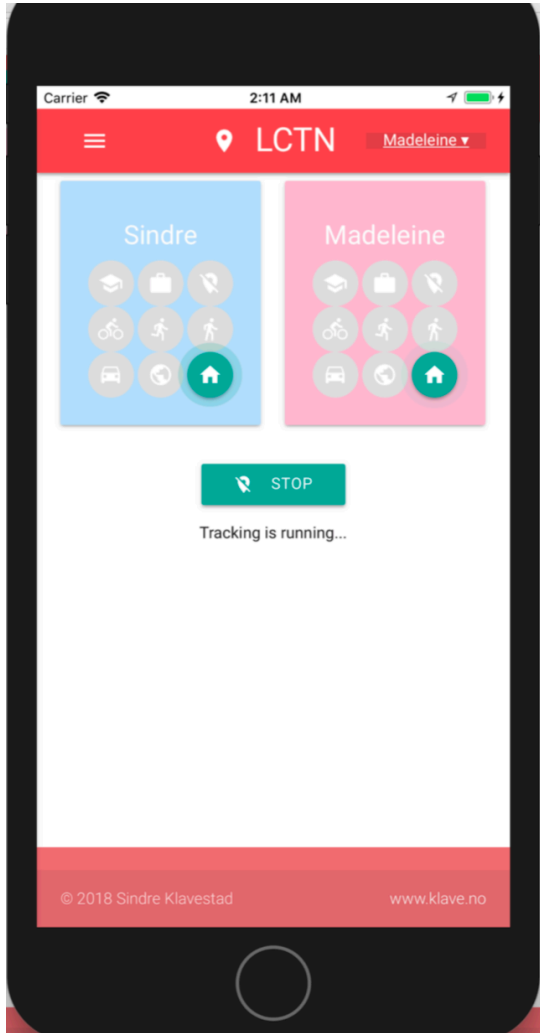 Carrier 2:11 AM
LCTN Madeleine ▾
Sindre Madeleine
STOP
Tracking is running...
© 2018 Sindre Klavestad www.klave.no